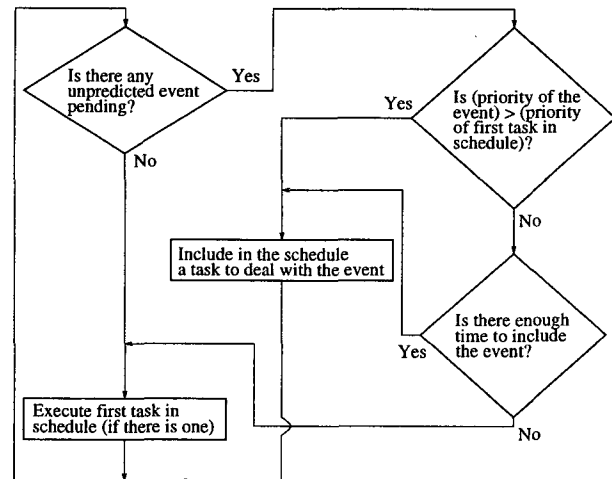 Is there any
unpredicted event
pending?
Yes
No
Is (priority of the
event) > (priority
of first task in
schedule)?
Yes
No
Include in the schedule
a task to deal with the event
Is there enough
time to include
the event?
Yes
No
Execute first task in
schedule (if there is one)